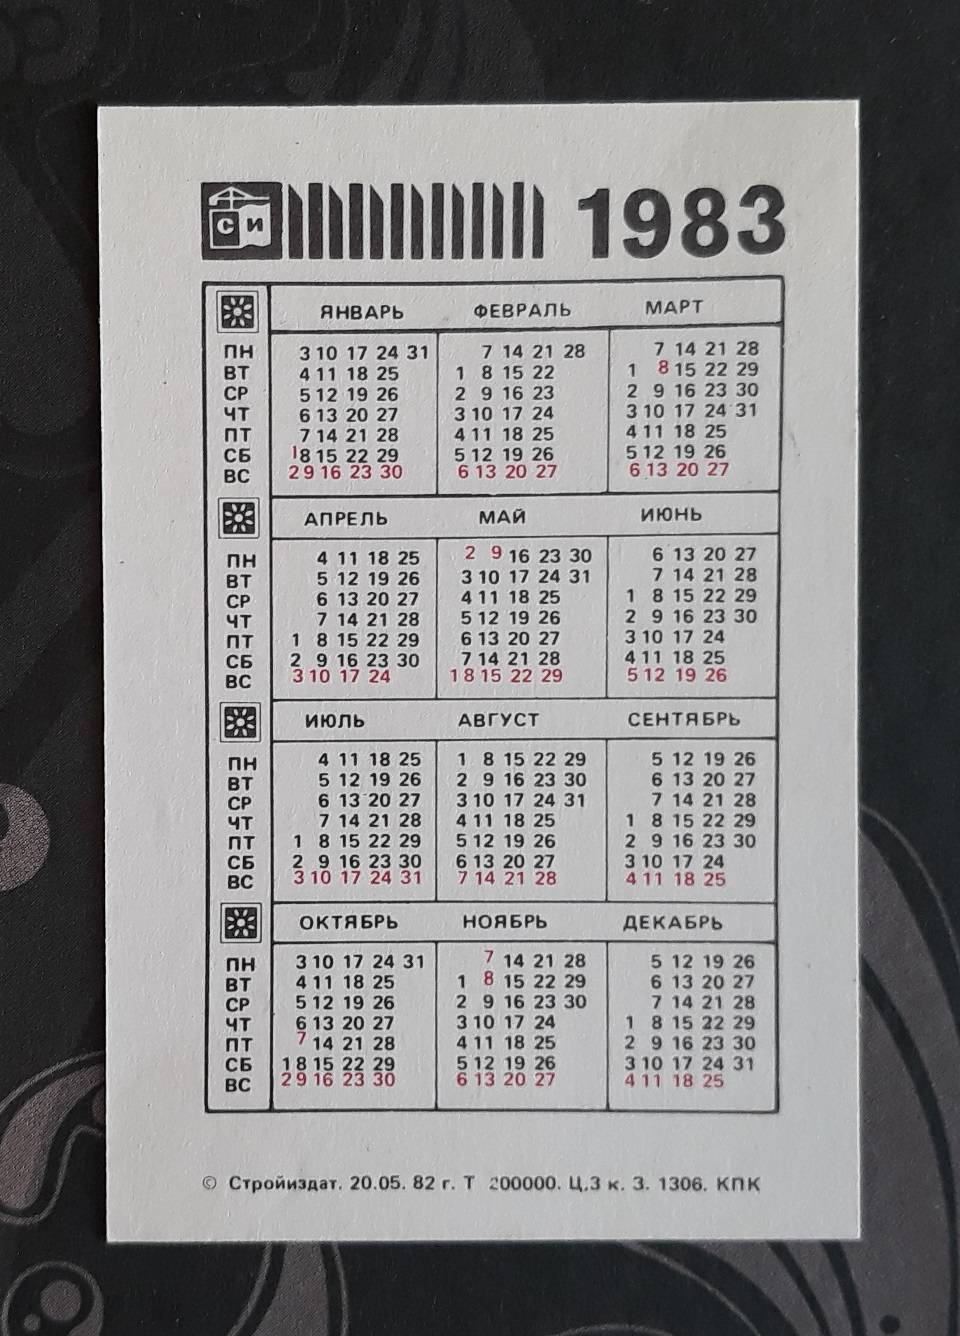 СИ 1983
ЯНВАРЬ ФЕВРАЛЬ МАРТ
ПН 3 10 17 24 31 7 14 21 28 7 14 21 28
ВТ 4 11 18 25 1 8 15 22 1 8 15 22 29
СР 5 12 19 26 2 9 16 23 2 9 16 23 30
ЧТ 6 13 20 27 3 10 17 24 3 10 17 24 31
ПТ 7 14 21 28 4 11 18 25 4 11 18 25
СБ 1 8 15 22 29 5 12 19 26 5 12 19 26
ВС 2 9 16 23 30 6 13 20 27 6 13 20 27
АПРЕЛЬ МАЙ ИЮНЬ
ПН 4 11 18 25 2 9 16 23 30 6 13 20 27
ВТ 5 12 19 26 3 10 17 24 31 7 14 21 28
СР 6 13 20 27 4 11 18 25 1 8 15 22 29
ЧТ 7 14 21 28 5 12 19 26 2 9 16 23 30
ПТ 1 8 15 22 29 6 13 20 27 3 10 17 24
СБ 2 9 16 23 30 7 14 21 28 4 11 18 25
ВС 3 10 17 24 1 8 15 22 29 5 12 19 26
ИЮЛЬ АВГУСТ СЕНТЯБРЬ
ПН 4 11 18 25 1 8 15 22 29 5 12 19 26
ВТ 5 12 19 26 2 9 16 23 30 6 13 20 27
СР 6 13 20 27 3 10 17 24 31 7 14 21 28
ЧТ 7 14 21 28 4 11 18 25 1 8 15 22 29
ПТ 1 8 15 22 29 5 12 19 26 2 9 16 23 30
СБ 2 9 16 23 30 6 13 20 27 3 10 17 24
ВС 3 10 17 24 31 7 14 21 28 4 11 18 25
ОКТЯБРЬ НОЯБРЬ ДЕКАБРЬ
ПН 3 10 17 24 31 7 14 21 28 5 12 19 26
ВТ 4 11 18 25 1 8 15 22 29 6 13 20 27
СР 5 12 19 26 2 9 16 23 30 7 14 21 28
ЧТ 6 13 20 27 3 10 17 24 1 8 15 22 29
ПТ 7 14 21 28 4 11 18 25 2 9 16 23 30
СБ 1 8 15 22 29 5 12 19 26 3 10 17 24 31
ВС 2 9 16 23 30 6 13 20 27 4 11 18 25
© Стройиздат. 20.05. 82 г. Т 200000. Ц.3 к. З. 1306. КПК